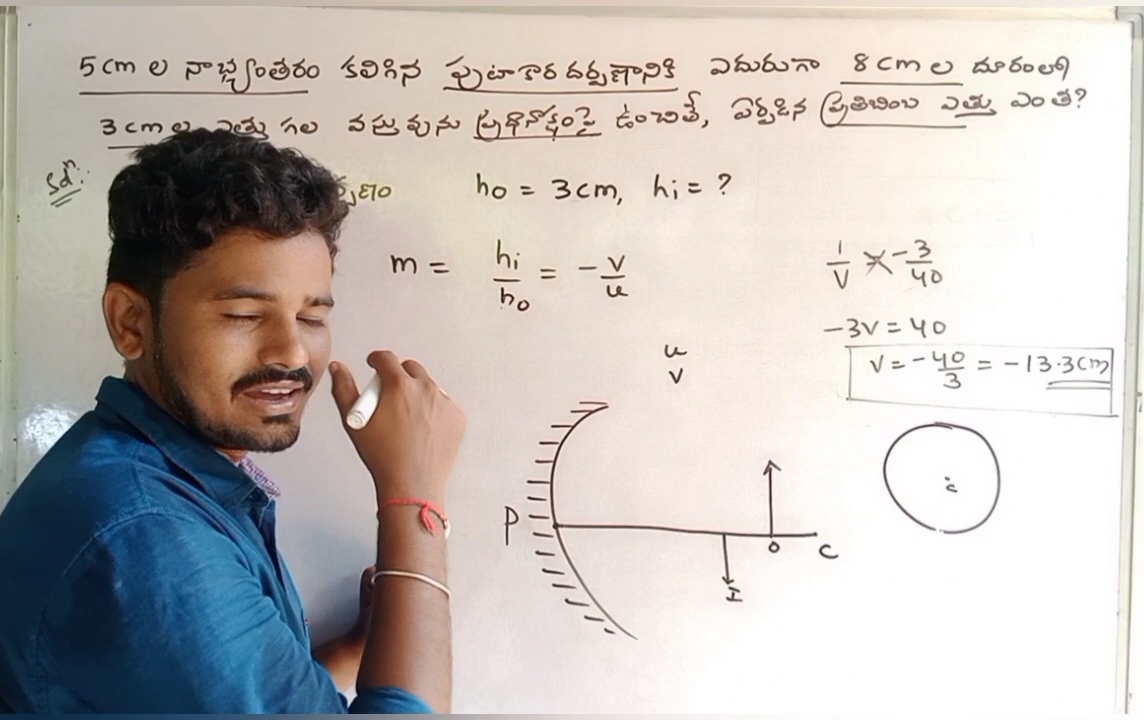 5cm ల నాభ్యంతరం కలిగిన పుటాకార దర్పణానికి ఎదురుగా 8cm ల దూరంలో
3cm ల ఎత్తు గల వస్తువును ప్రధానాక్షంపై ఉంచితే, ఏర్పడిన ప్రతిబింబ ఎత్తు ఎంత?
Solⁿ:
h₀ = 3cm, hᵢ = ?
m = hᵢ/h₀ = -v/u
1/v × -3/40
-3v = 40
v = -40/3 = -13.3cm
u
v
P
O
C
I
c